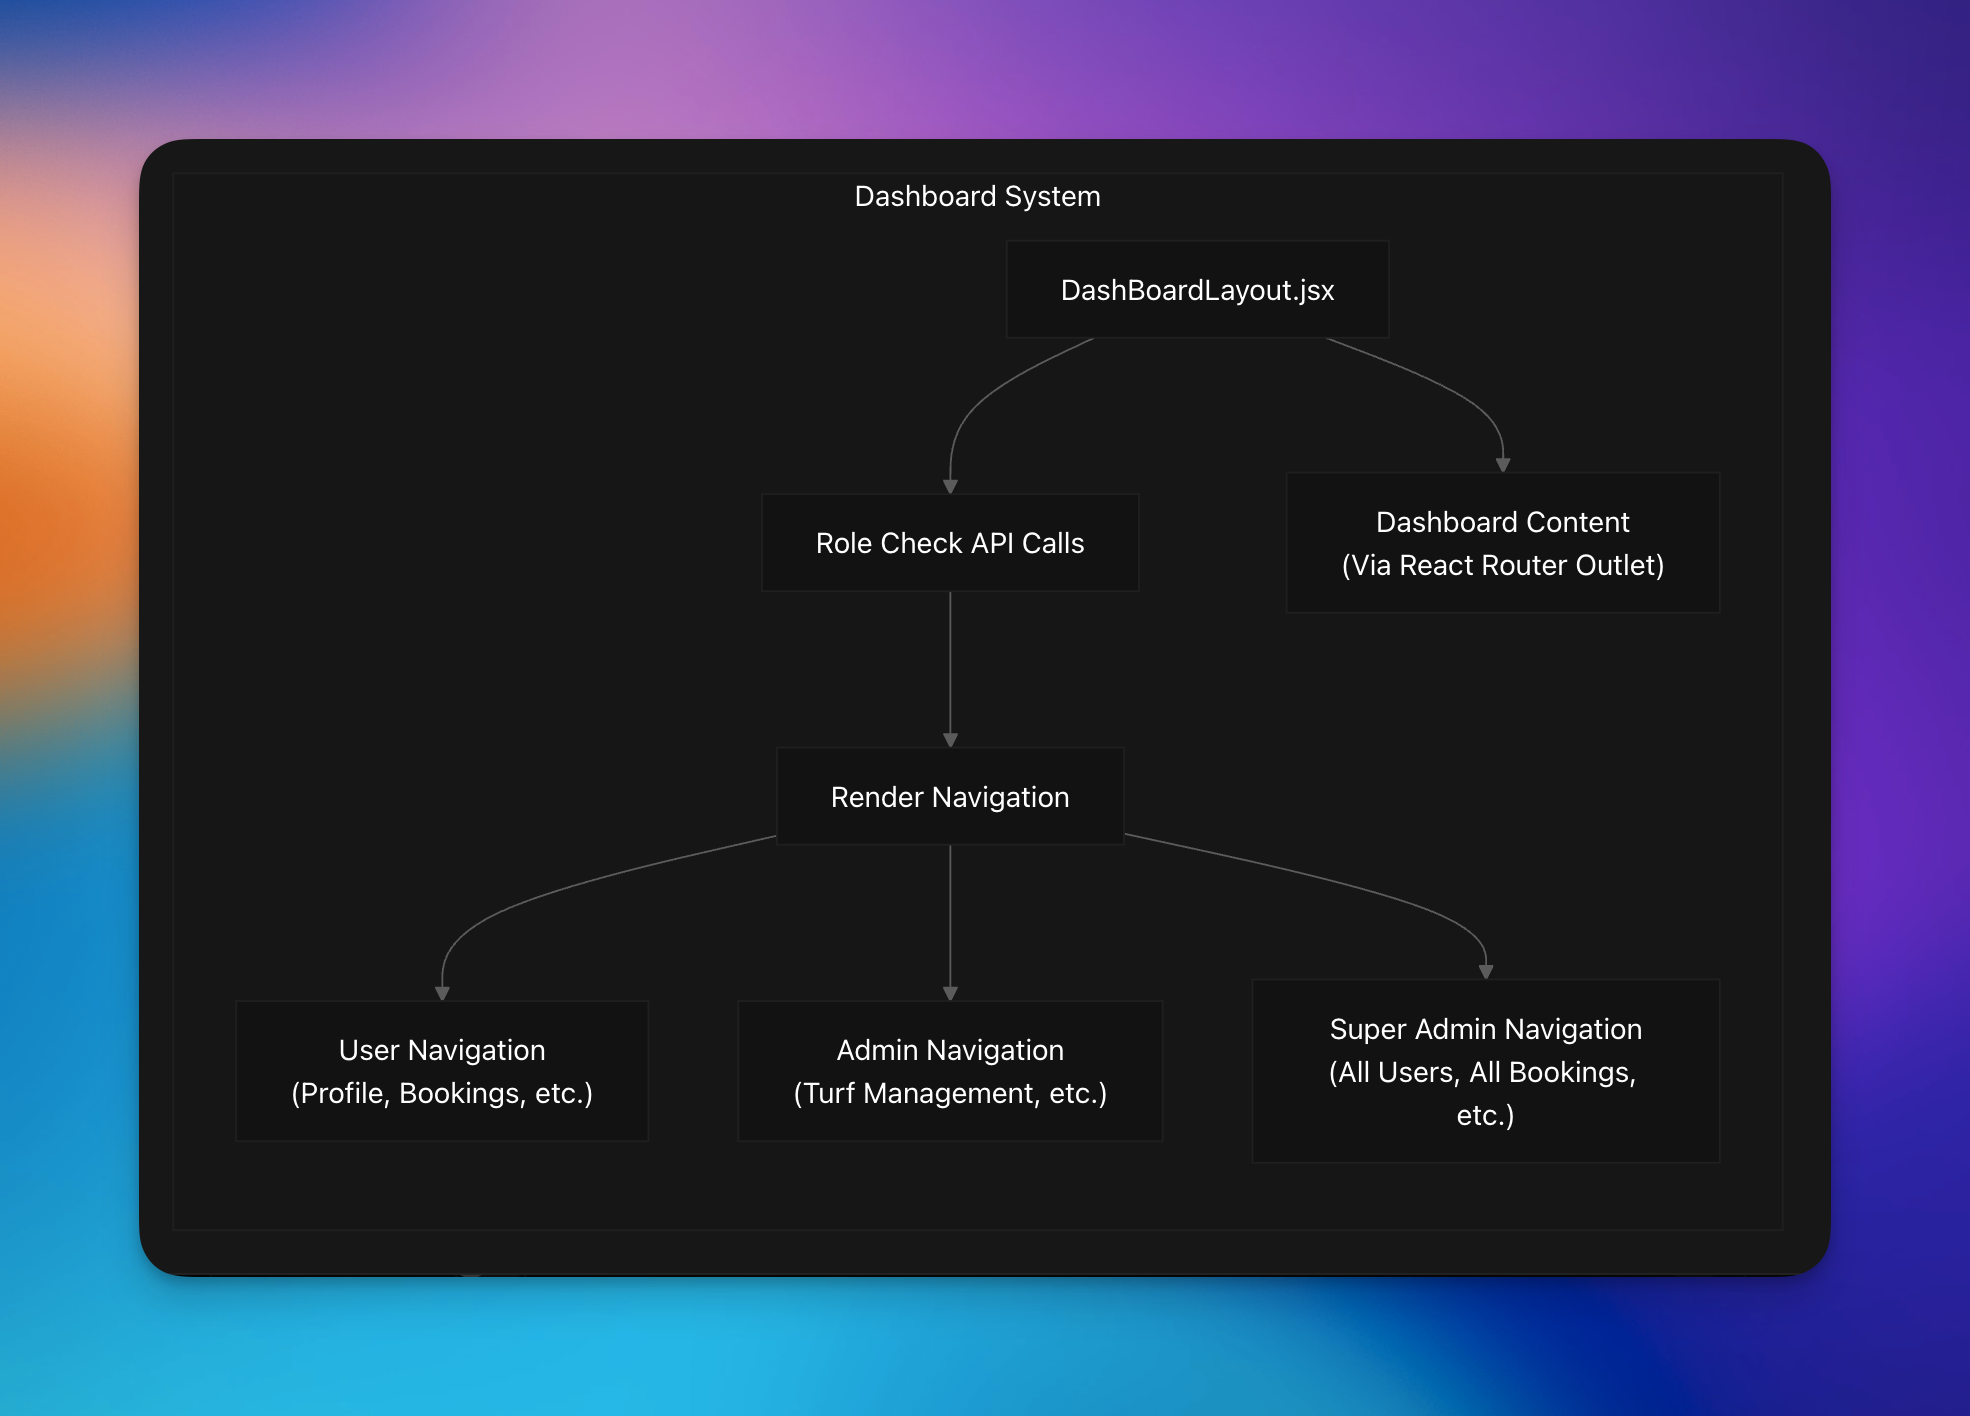 Dashboard System
DashBoardLayout.jsx
Role Check API Calls
Dashboard Content
(Via React Router Outlet)
Render Navigation
User Navigation
(Profile, Bookings, etc.)
Admin Navigation
(Turf Management, etc.)
Super Admin Navigation
(All Users, All Bookings,
etc.)